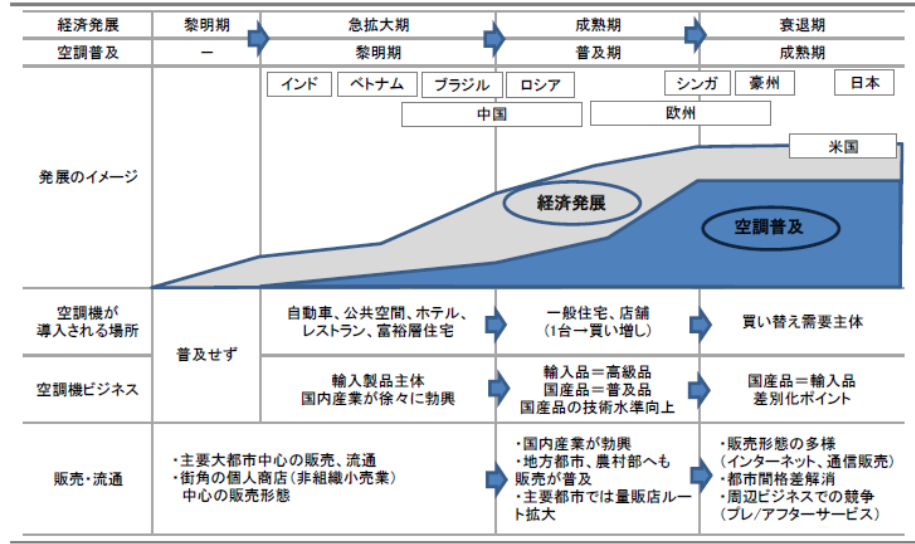 経済発展 黎明期 急拡大期 成熟期 衰退期
空調普及 － 黎明期 普及期 成熟期
インド ベトナム ブラジル ロシア シンガ 豪州 日本
中国 欧州
米国
発展のイメージ
経済発展
空調普及
空調機が
導入される場所
普及せず
自動車、公共空間、ホテル、
レストラン、富裕層住宅
一般住宅、店舗
(1台→買い増し)
買い替え需要主体
空調機ビジネス
輸入製品主体
国内産業が徐々に勃興
輸入品＝高級品
国産品＝普及品
国産品の技術水準向上
国産品＝輸入品
差別化ポイント
販売・流通
・主要大都市中心の販売、流通
・街角の個人商店(非組織小売業)
中心の販売形態
・国内産業が勃興
・地方都市、農村部へも
販売が普及
・主要都市では量販店ルー
ト拡大
・販売形態の多様
(インターネット、通信販売)
・都市間格差解消
・周辺ビジネスでの競争
(プレ/アフターサービス)